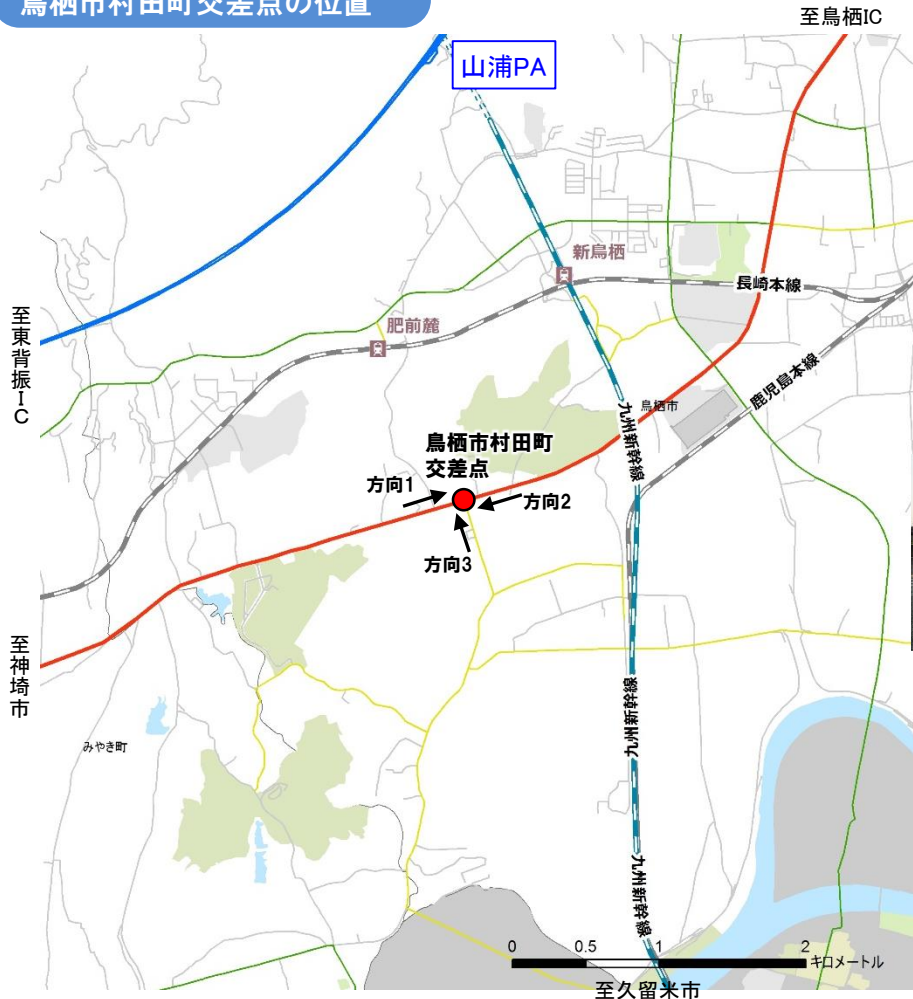 鳥栖市村田町交差点の位置
至鳥栖IC
山浦PA
新鳥栖
長崎本線
至東背振IC
肥前麓
鹿児島本線
九州新幹線
鳥栖市
鳥栖市村田町
交差点
方向1
方向2
方向3
至神埼市
九州新幹線
みやき町
九州新幹線
0 0.5 1 2
キロメートル
至久留米市